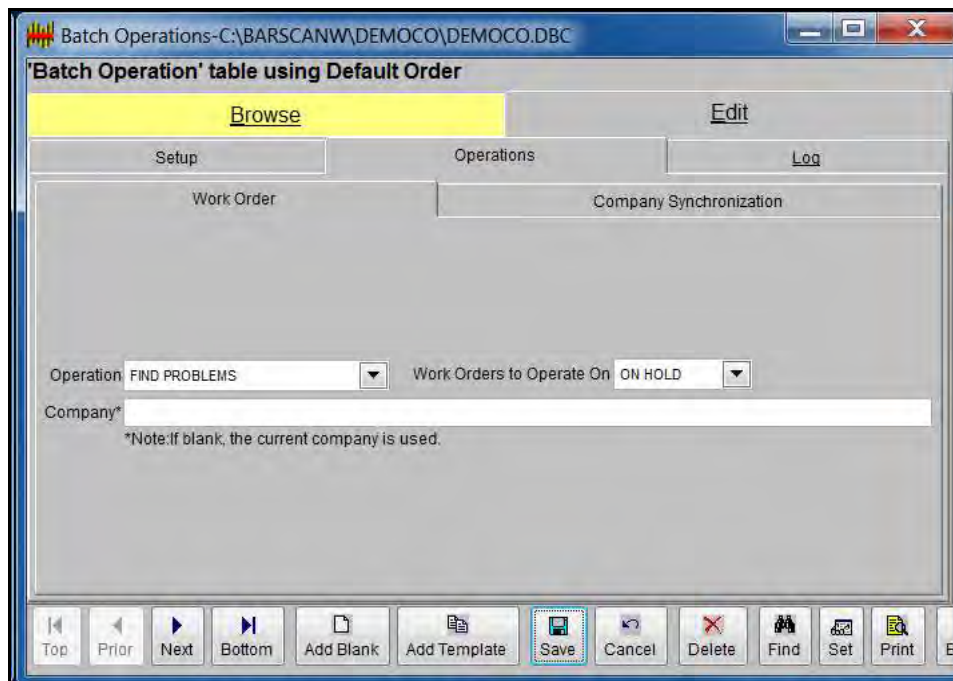 Batch Operations-C:\BARSCANW\DEMOCO\DEMOCO.DBC
'Batch Operation' table using Default Order
Browse Edit
Setup Operations Log
Work Order Company Synchronization
Operation FIND PROBLEMS Work Orders to Operate On ON HOLD
Company*
*Note:If blank, the current company is used.
Top Prior Next Bottom Add Blank Add Template Save Cancel Delete Find Set Print E